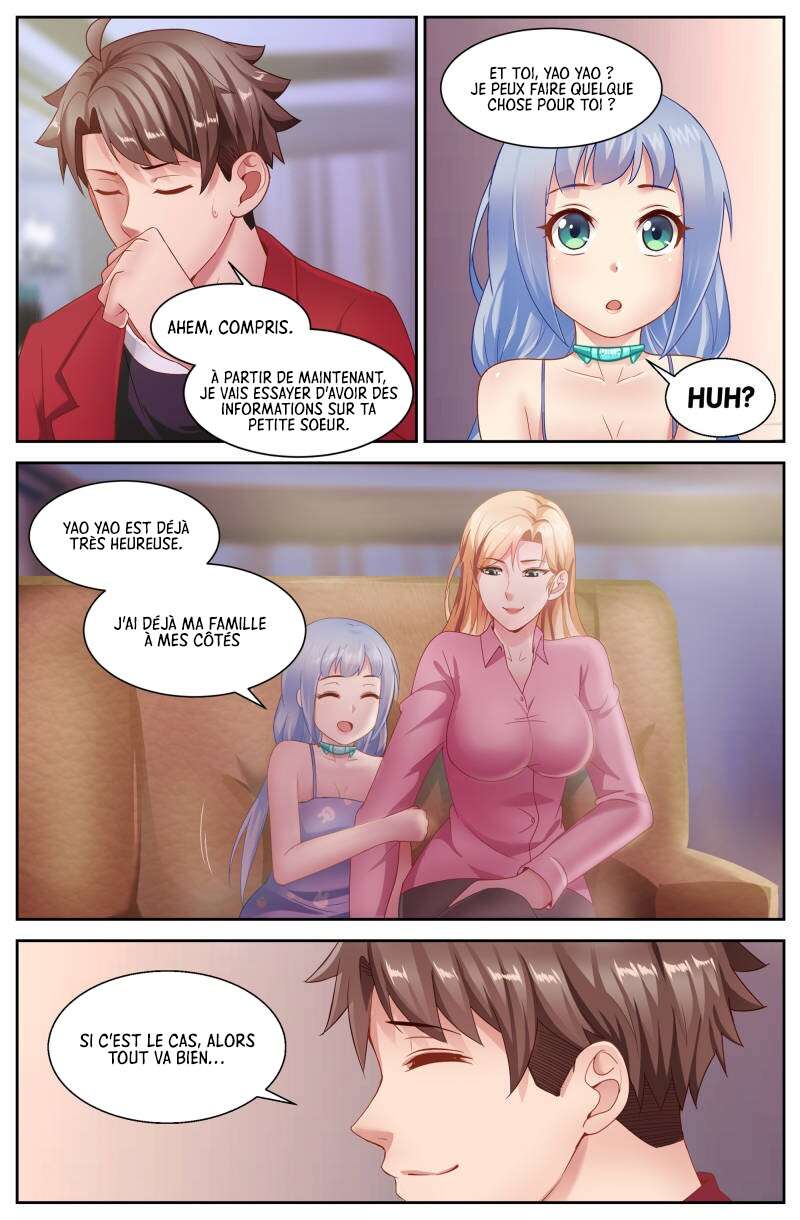 AHEM, COMPRIS.
À PARTIR DE MAINTENANT,
JE VAIS ESSAYER D'AVOIR DES
INFORMATIONS SUR TA
PETITE SOEUR.
ET TOI, YAO YAO ?
JE PEUX FAIRE QUELQUE
CHOSE POUR TOI ?
HUH?
YAO YAO EST DÉJÀ
TRÈS HEUREUSE.
J'AI DÉJÀ MA FAMILLE
À MES CÔTÉS
SI C'EST LE CAS, ALORS
TOUT VA BIEN...